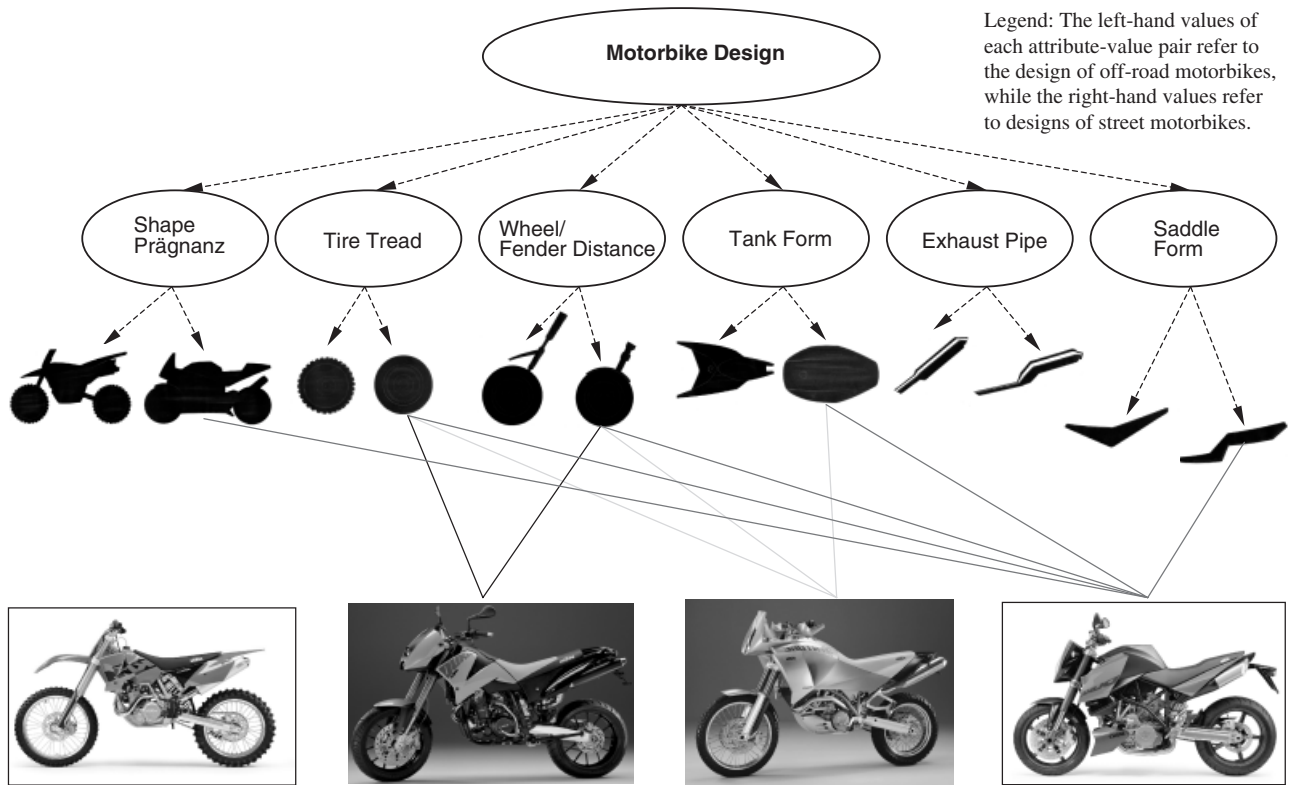 Motorbike Design
Legend: The left-hand values of
each attribute-value pair refer to
the design of off-road motorbikes,
while the right-hand values refer
to designs of street motorbikes.
Shape
Prägnanz
Tire Tread
Wheel/
Fender Distance
Tank Form
Exhaust Pipe
Saddle
Form